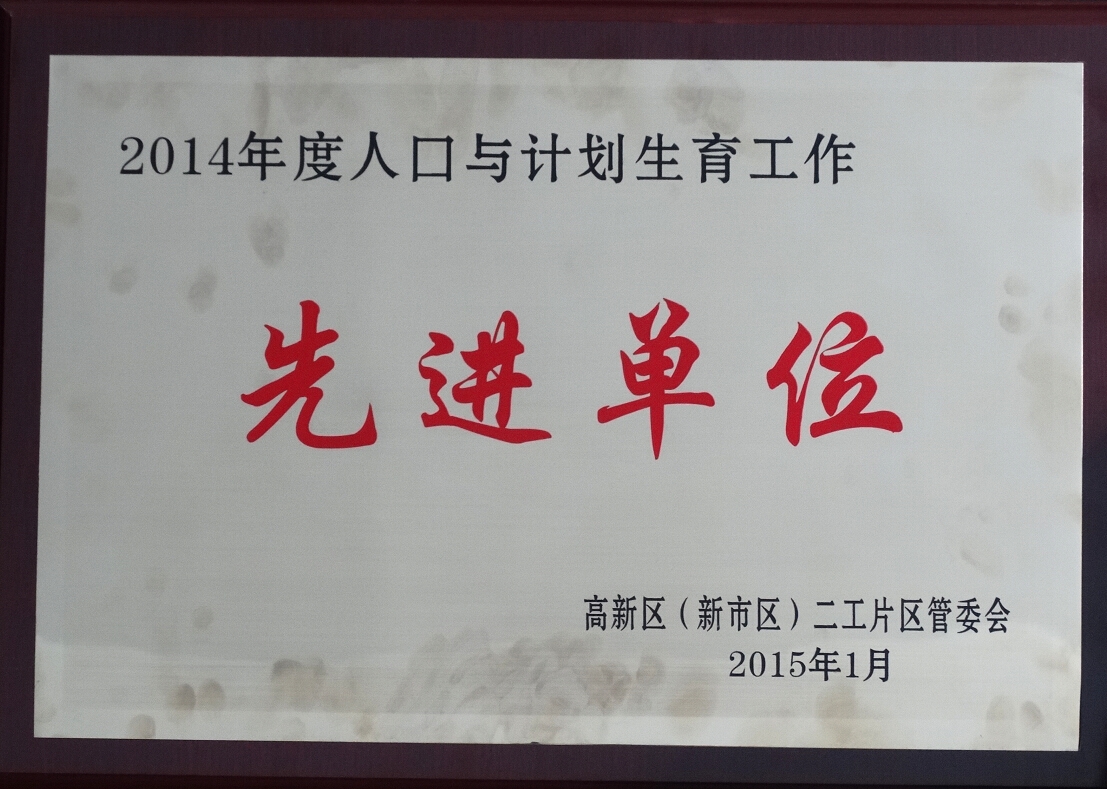 2014年度人口与计划生育工作
先进单位
高新区（新市区）二工片区管委会
2015年1月